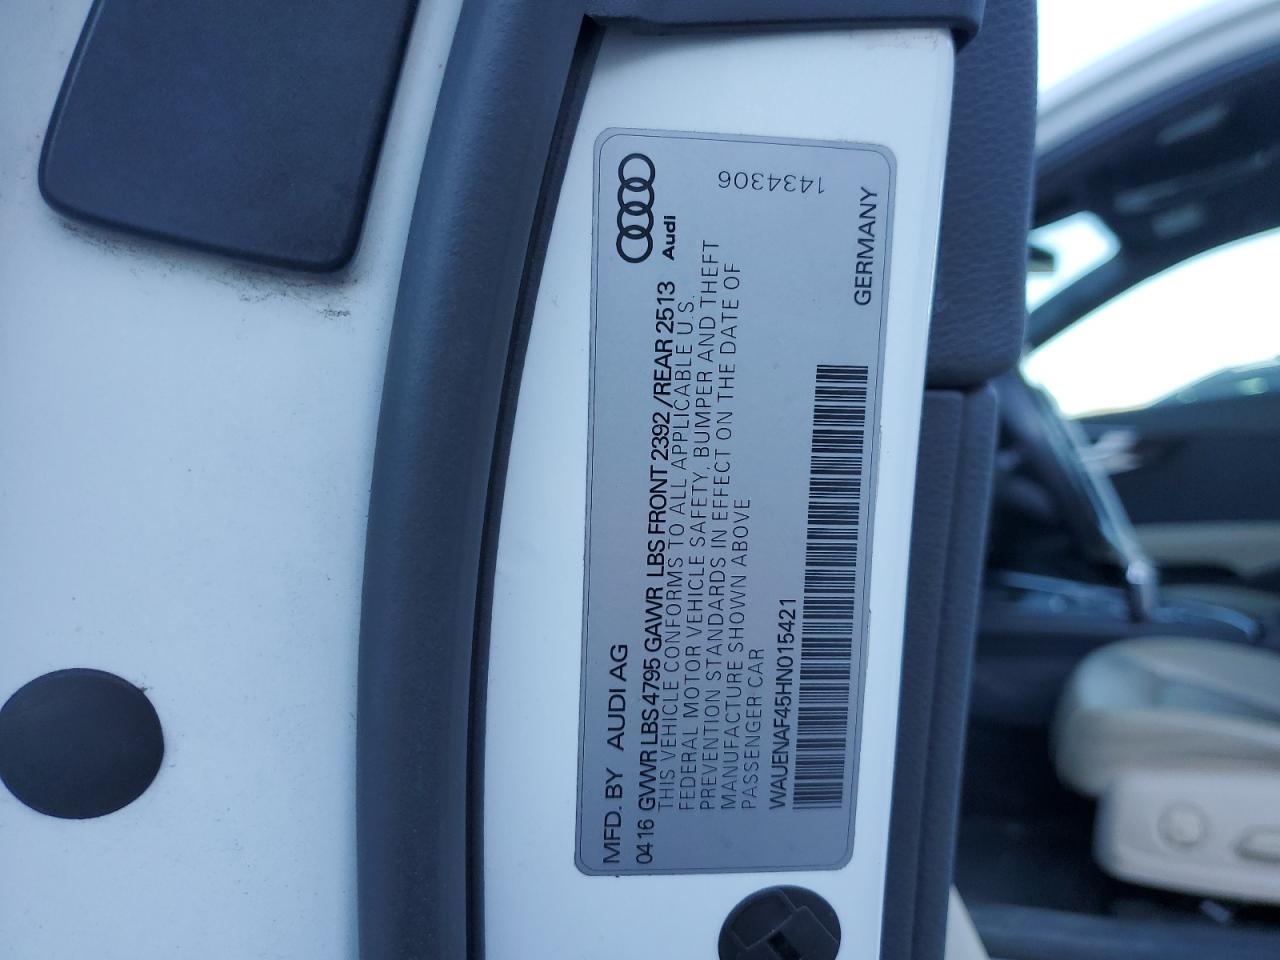 MFD. BY AUDI AG
Audi
04 16 GVWR LBS 4795 GAWR LBS FRONT 2392 / REAR 2513
THIS VEHICLE CONFORMS TO ALL APPLICABLE U.S.
FEDERAL MOTOR VEHICLE SAFETY, BUMPER AND THEFT
PREVENTION STANDARDS IN EFFECT ON THE DATE OF
MANUFACTURE SHOWN ABOVE
PASSENGER CAR
1434306
WAUENAF45HN015421
GERMANY